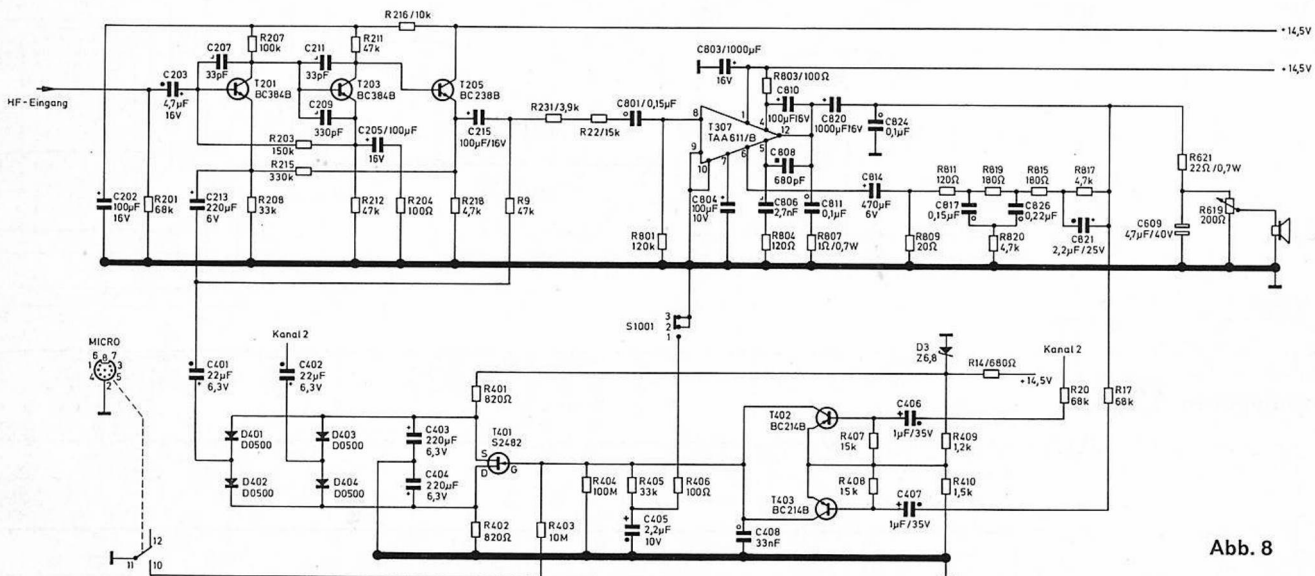 R216/10k
+14,5V
C207
33pF
R207
100k
C211
33pF
R211
47k
C803/1000µF
16V
+14,5V
R803/100Ω
C203
4,7µF
16V
HF-Eingang
T201
BC384B
T203
BC384B
T205
BC238B
C810
100µF16V
C820
1000µF16V
C824
0,1µF
C209
330pF
R231/3,9k
R22/15k
C801/0,15µF
8
1
4
12
T307
TAA611/B
9
10
7
6
5
C808
680pF
R203
150k
C205/100µF
16V
C215
100µF/16V
R215
330k
R621
22Ω/0,7W
C202
100µF
16V
R201
68k
C213
220µF
6V
R208
33k
R212
47k
R204
100Ω
R218
4,7k
R9
47k
R801
120k
C804
100µF
10V
C806
2,7nF
C811
0,1µF
C814
470µF
6V
R811
120Ω
R819
180Ω
R815
180Ω
R817
4,7k
C817
0,15µF
C826
0,22µF
C821
2,2µF/25V
R804
120Ω
R807
1Ω/0,7W
R809
20Ω
R820
4,7k
C609
4,7µF/40V
R619
200Ω
S1001
3
2
1
MICRO
6 8 7
1 3
4 5
2
Kanal 2
C401
22µF
6,3V
C402
22µF
6,3V
D3
Z6,8
R14/680Ω
+14,5V
Kanal 2
R20
68k
R17
68k
R401
820Ω
D401
D0500
D403
D0500
C403
220µF
6,3V
T401
S2482
S
D
G
T402
BC214B
C406
1µF/35V
R407
15k
R409
1,2k
D402
D0500
D404
D0500
C404
220µF
6,3V
R404
100M
R405
33k
R406
100Ω
R408
15k
R410
1,5k
T403
BC214B
C407
1µF/35V
R402
820Ω
R403
10M
C405
2,2µF
10V
C408
33nF
12
11
10
Abb. 8